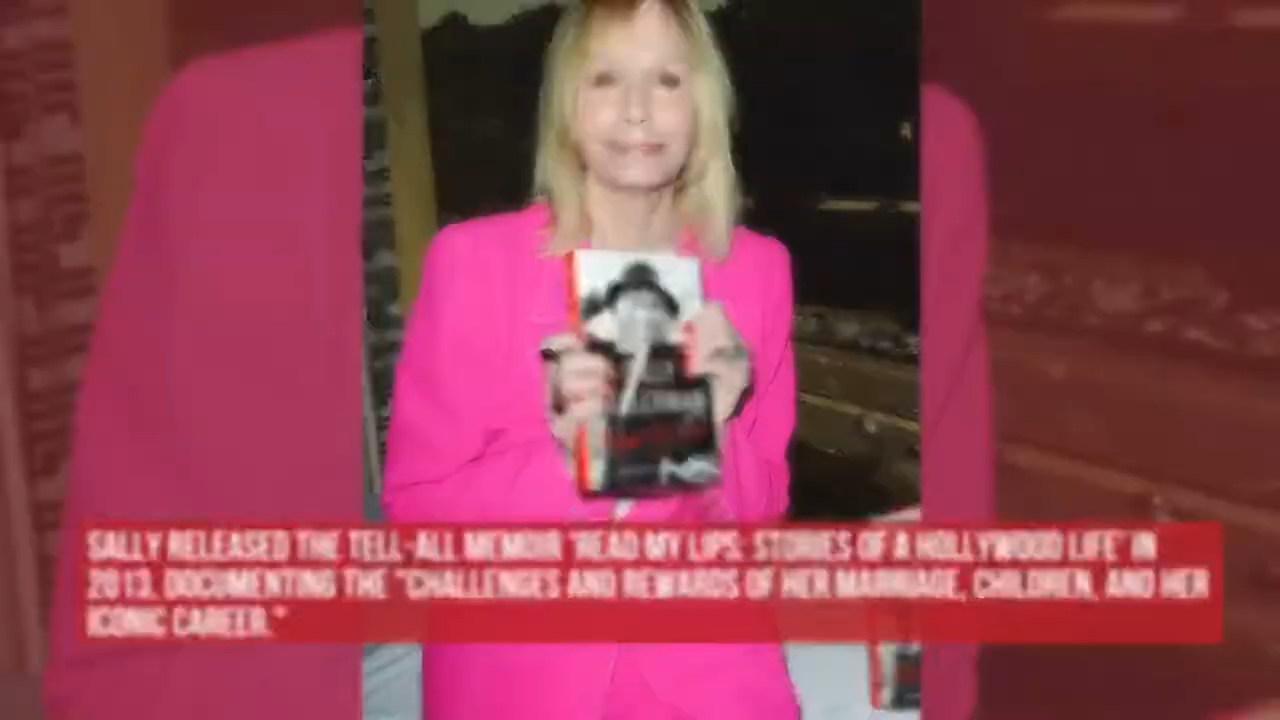 SALLY RELEASED THE TELL-ALL MEMOIR "READ MY LIPS: STORIES OF A HOLLYWOOD LIFE" IN
2013, DOCUMENTING THE "CHALLENGES AND REWARDS OF HER MARRIAGE, CHILDREN, AND HER
ICONIC CAREER."